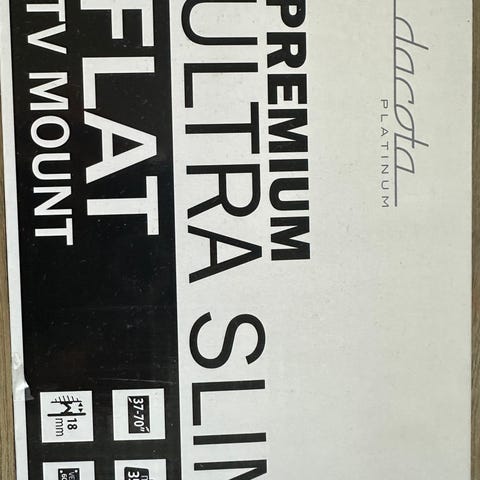 dacota
PLATINUM
PREMIUM
ULTRA SLIM
FLAT
TV MOUNT
37-70"
18
mm